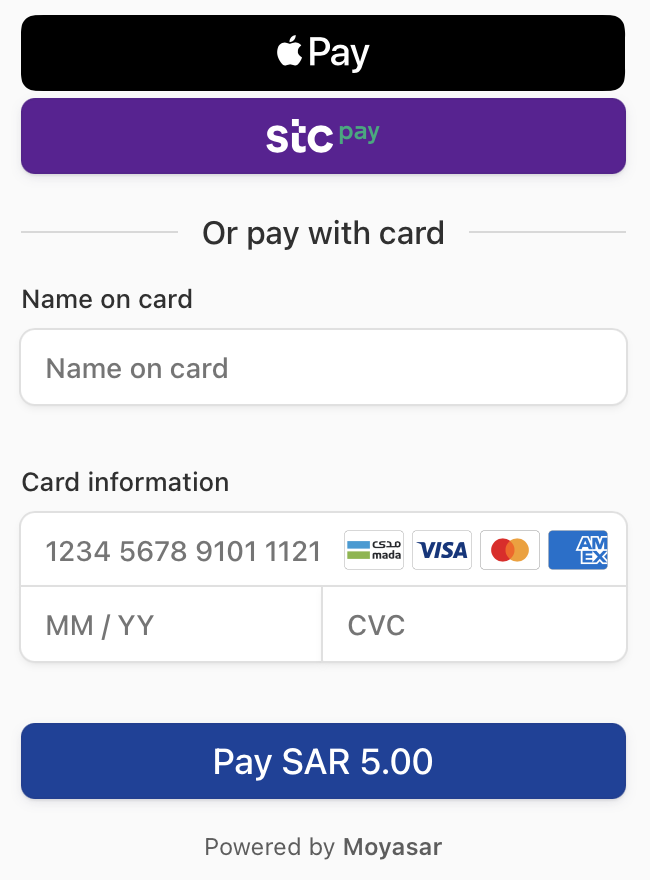 Pay
stc pay
Or pay with card
Name on card
Name on card
Card information
1234 5678 9101 1121 مدى mada VISA AM EX
MM / YY CVC
Pay SAR 5.00
Powered by Moyasar